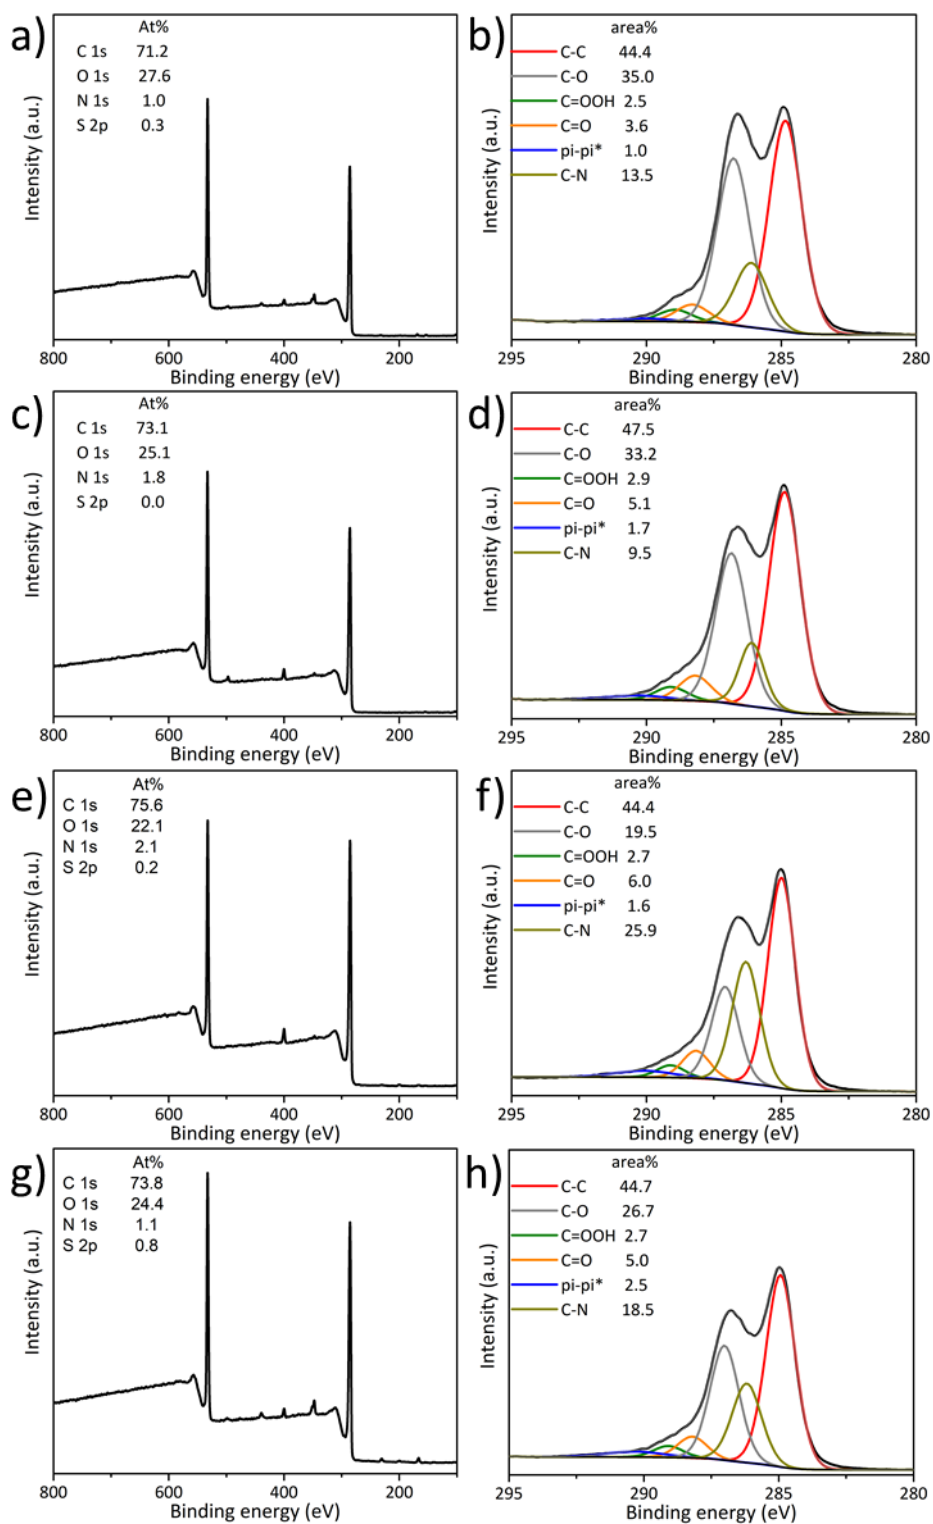 a)
At%
C 1s 71.2
O 1s 27.6
N 1s 1.0
S 2p 0.3
Intensity (a.u.)
800 600 400 200
Binding energy (eV)
b)
area%
C-C 44.4
C-O 35.0
C=OOH 2.5
C=O 3.6
pi-pi* 1.0
C-N 13.5
Intensity (a.u.)
295 290 285 280
Binding energy (eV)
c)
At%
C 1s 73.1
O 1s 25.1
N 1s 1.8
S 2p 0.0
Intensity (a.u.)
800 600 400 200
Binding energy (eV)
d)
area%
C-C 47.5
C-O 33.2
C=OOH 2.9
C=O 5.1
pi-pi* 1.7
C-N 9.5
Intensity (a.u.)
295 290 285 280
Binding energy (eV)
e)
At%
C 1s 75.6
O 1s 22.1
N 1s 2.1
S 2p 0.2
Intensity (a.u.)
800 600 400 200
Binding energy (eV)
f)
area%
C-C 44.4
C-O 19.5
C=OOH 2.7
C=O 6.0
pi-pi* 1.6
C-N 25.9
Intensity (a.u.)
295 290 285 280
Binding energy (eV)
g)
At%
C 1s 73.8
O 1s 24.4
N 1s 1.1
S 2p 0.8
Intensity (a.u.)
800 600 400 200
Binding energy (eV)
h)
area%
C-C 44.7
C-O 26.7
C=OOH 2.7
C=O 5.0
pi-pi* 2.5
C-N 18.5
Intensity (a.u.)
295 290 285 280
Binding energy (eV)